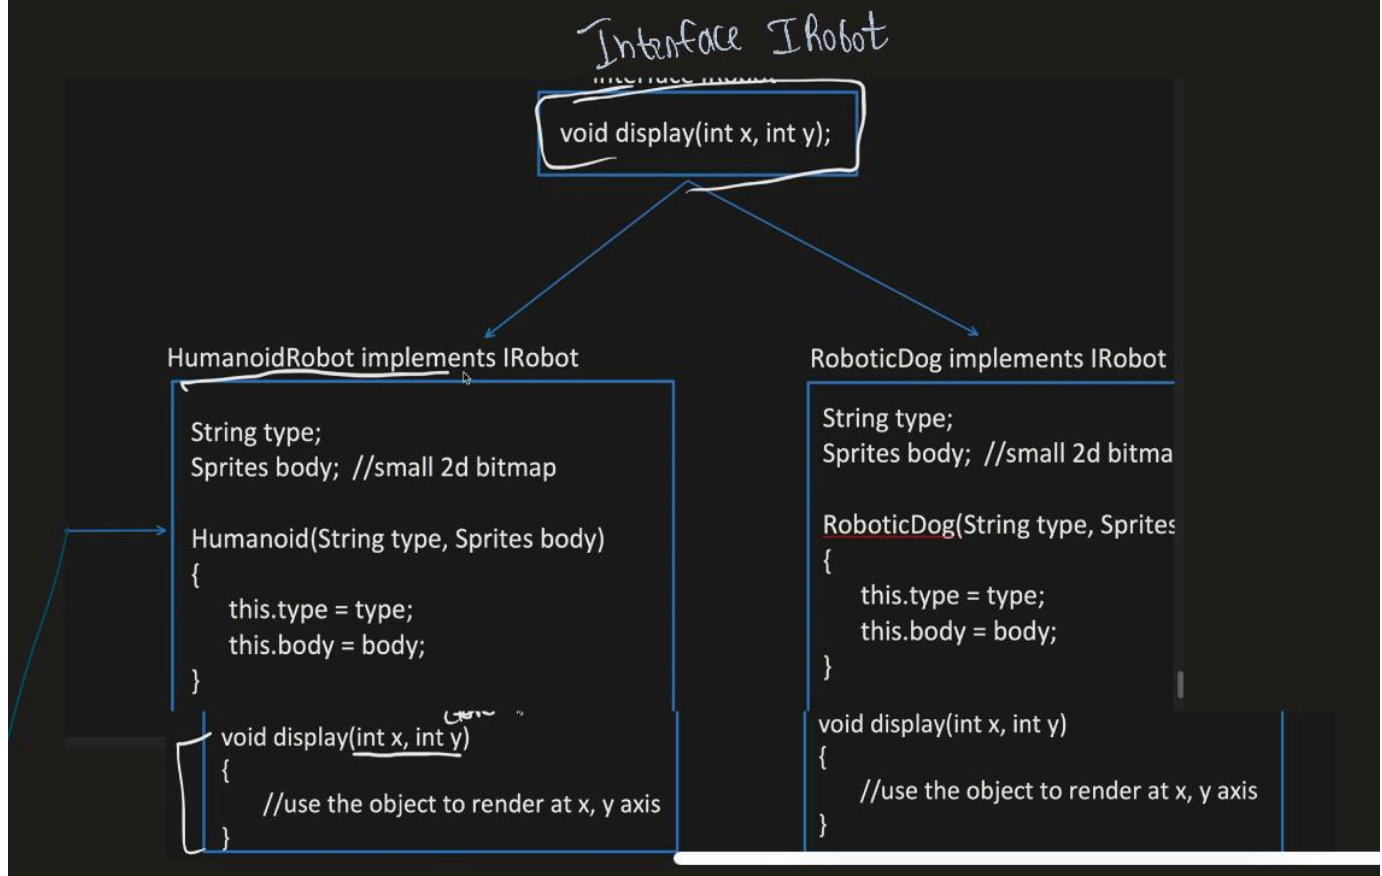 Interface IRobot
void display(int x, int y);
HumanoidRobot implements IRobot
String type;
Sprites body; //small 2d bitmap
Humanoid(String type, Sprites body)
{
this.type = type;
this.body = body;
}
void display(int x, int y)
{
//use the object to render at x, y axis
}
RoboticDog implements IRobot
String type;
Sprites body; //small 2d bitma
RoboticDog(String type, Sprites
{
this.type = type;
this.body = body;
}
void display(int x, int y)
{
//use the object to render at x, y axis
}